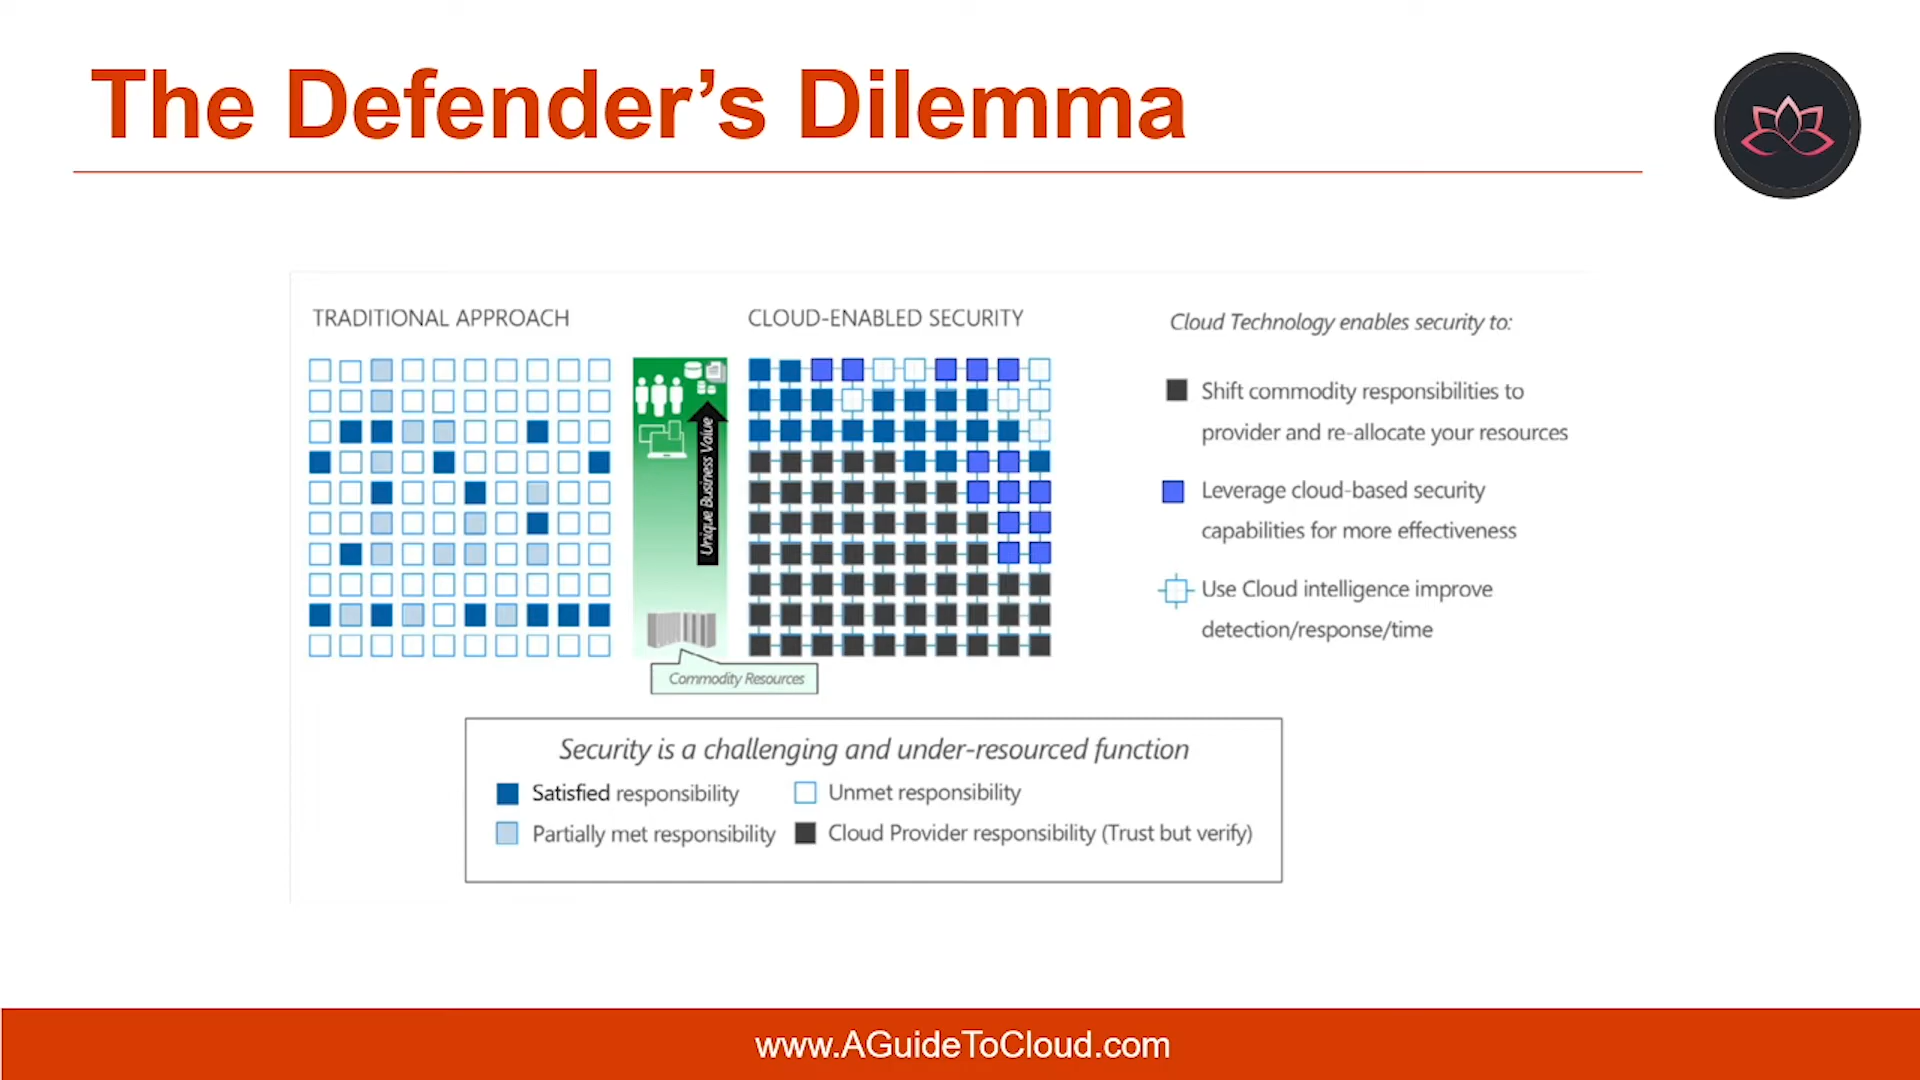 The Defender’s Dilemma
TRADITIONAL APPROACH
Unique Business Value
Commodity Resources
CLOUD-ENABLED SECURITY
Cloud Technology enables security to:
Shift commodity responsibilities to
provider and re-allocate your resources
Leverage cloud-based security
capabilities for more effectiveness
Use Cloud intelligence improve
detection/response/time
Security is a challenging and under-resourced function
Satisfied responsibility
Unmet responsibility
Partially met responsibility
Cloud Provider responsibility (Trust but verify)
www.AGuideToCloud.com